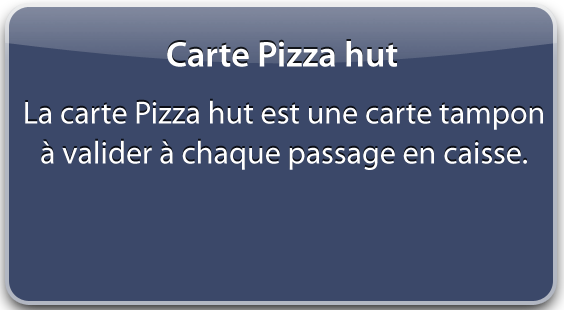 Carte Pizza hut
La carte Pizza hut est une carte tampon
à valider à chaque passage en caisse.